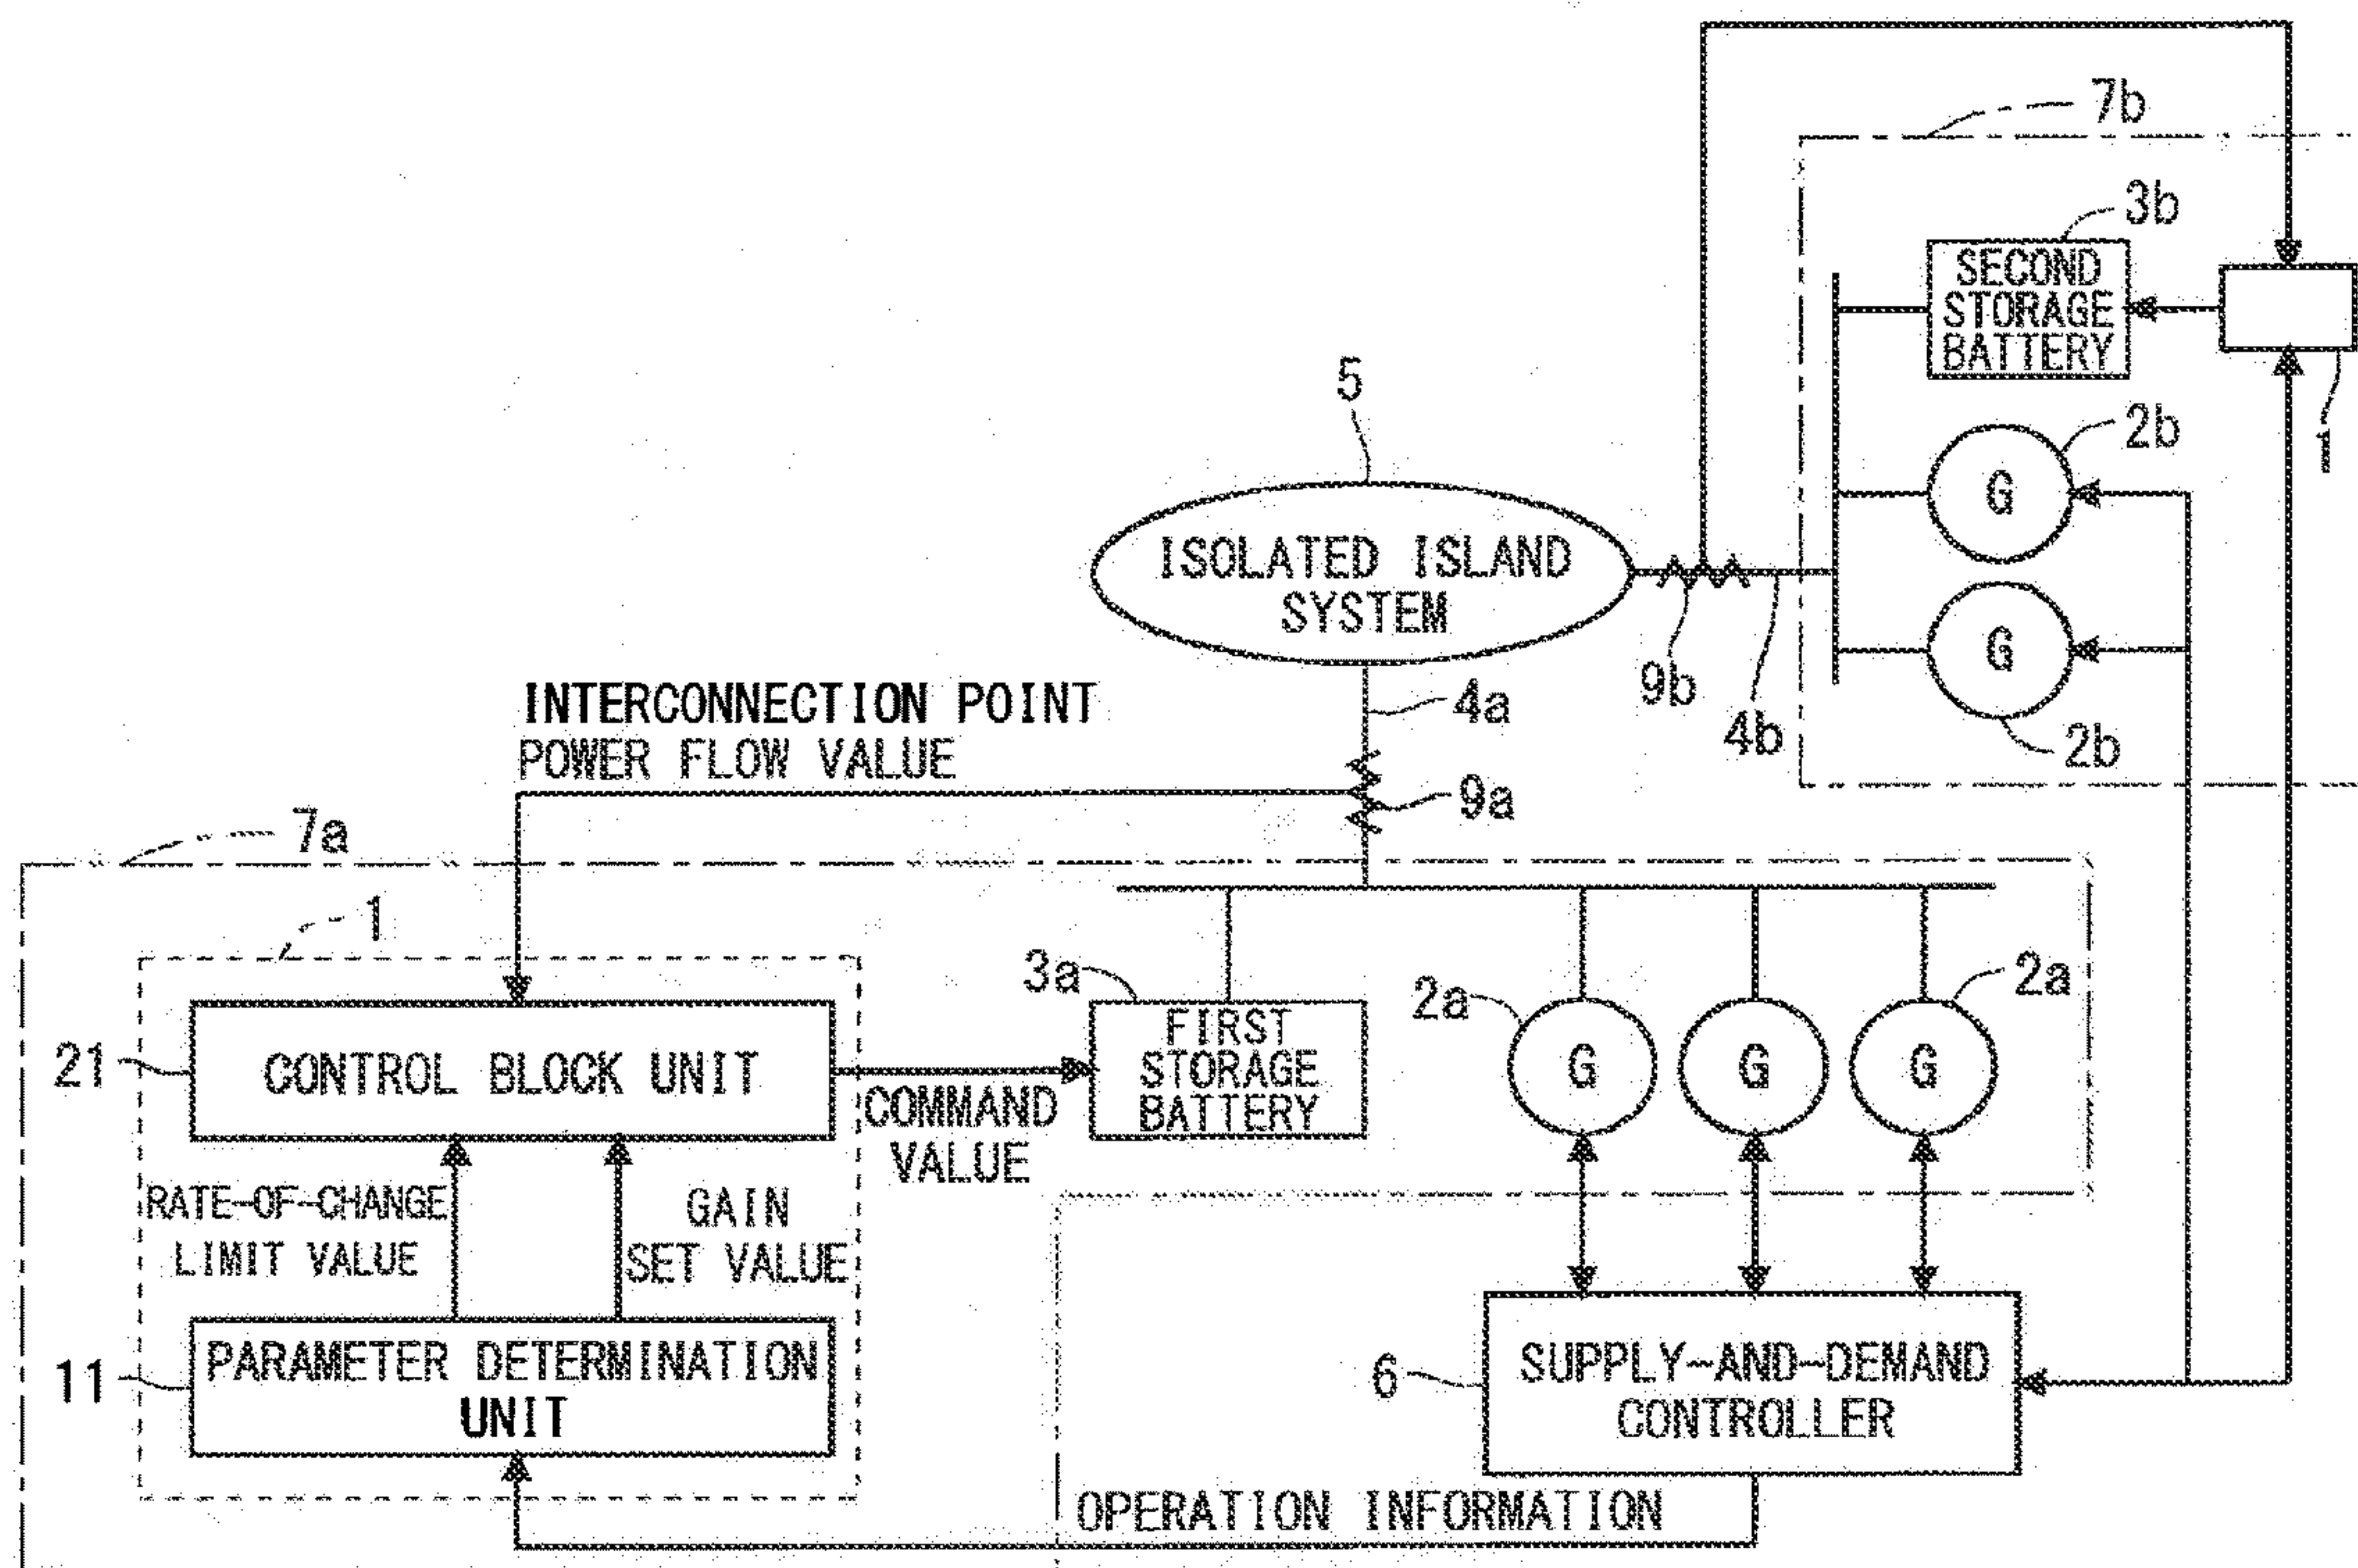 7b
3b
SECOND
STORAGE
BATTERY
1
2b
G
5
ISOLATED ISLAND
SYSTEM
G
2b
9b
4b
INTERCONNECTION POINT
POWER FLOW VALUE
4a
9a
7a
1
3a
FIRST
STORAGE
BATTERY
2a
2a
G
G
G
21
CONTROL BLOCK UNIT
COMMAND
VALUE
RATE-OF-CHANGE
LIMIT VALUE
GAIN
SET VALUE
11
PARAMETER DETERMINATION
UNIT
6
SUPPLY-AND-DEMAND
CONTROLLER
OPERATION INFORMATION